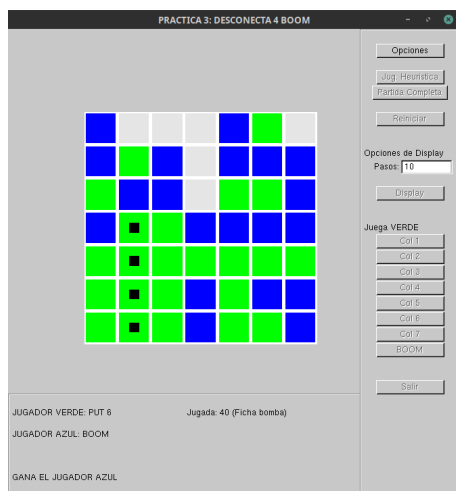 PRACTICA 3: DESCONECTA 4 BOOM
Opciones
Jug. Heuristica
Partida Completa
Reiniciar
Opciones de Display
Pasos: 10
Display
Juega VERDE
Col 1
Col 2
Col 3
Col 4
Col 5
Col 6
Col 7
BOOM
Salir
JUGADOR VERDE: PUT 6 Jugada: 40 (Ficha bomba)
JUGADOR AZUL: BOOM
GANA EL JUGADOR AZUL